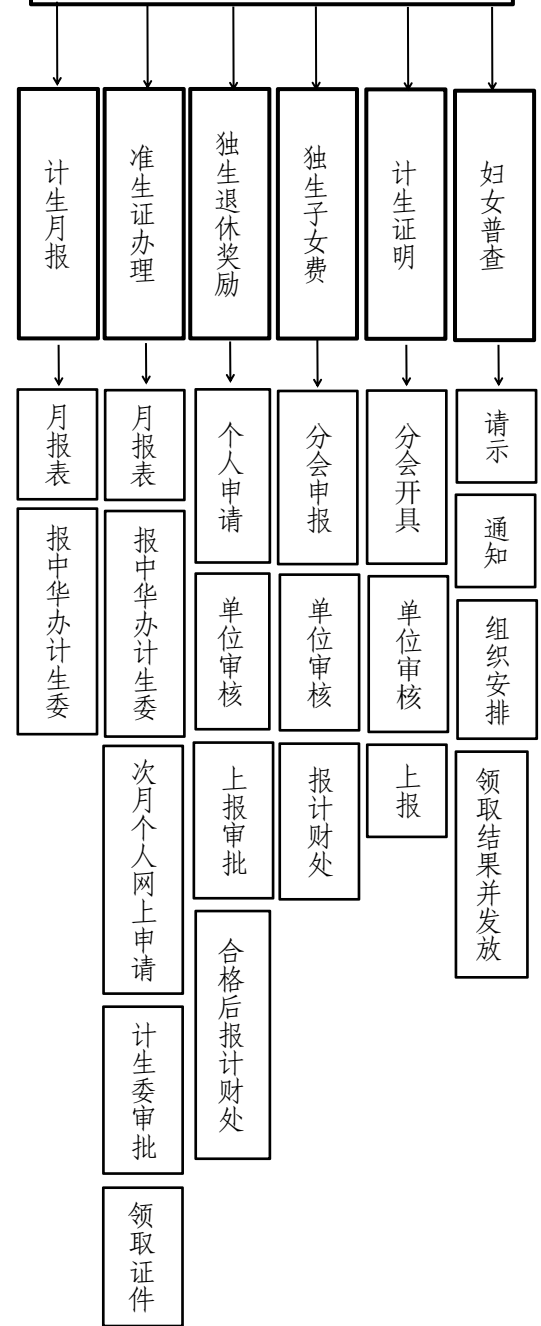 计生月报
准生证办理
独生退休奖励
独生子女费
计生证明
妇女普查
月报表
报中华办计生委
月报表
报中华办计生委
次月个人网上申请
计生委审批
领取证件
个人申请
单位审核
上报审批
合格后报计财处
分会申报
单位审核
报计财处
分会开具
单位审核
上报
请示
通知
组织安排
领取结果并发放